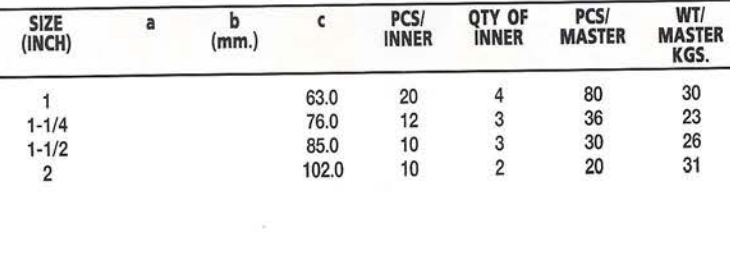 SIZE (INCH) a b (mm.) c PCS/ INNER QTY OF INNER PCS/ MASTER WT/ MASTER KGS.
1 63.0 20 4 80 30
1-1/4 76.0 12 3 36 23
1-1/2 85.0 10 3 30 26
2 102.0 10 2 20 31